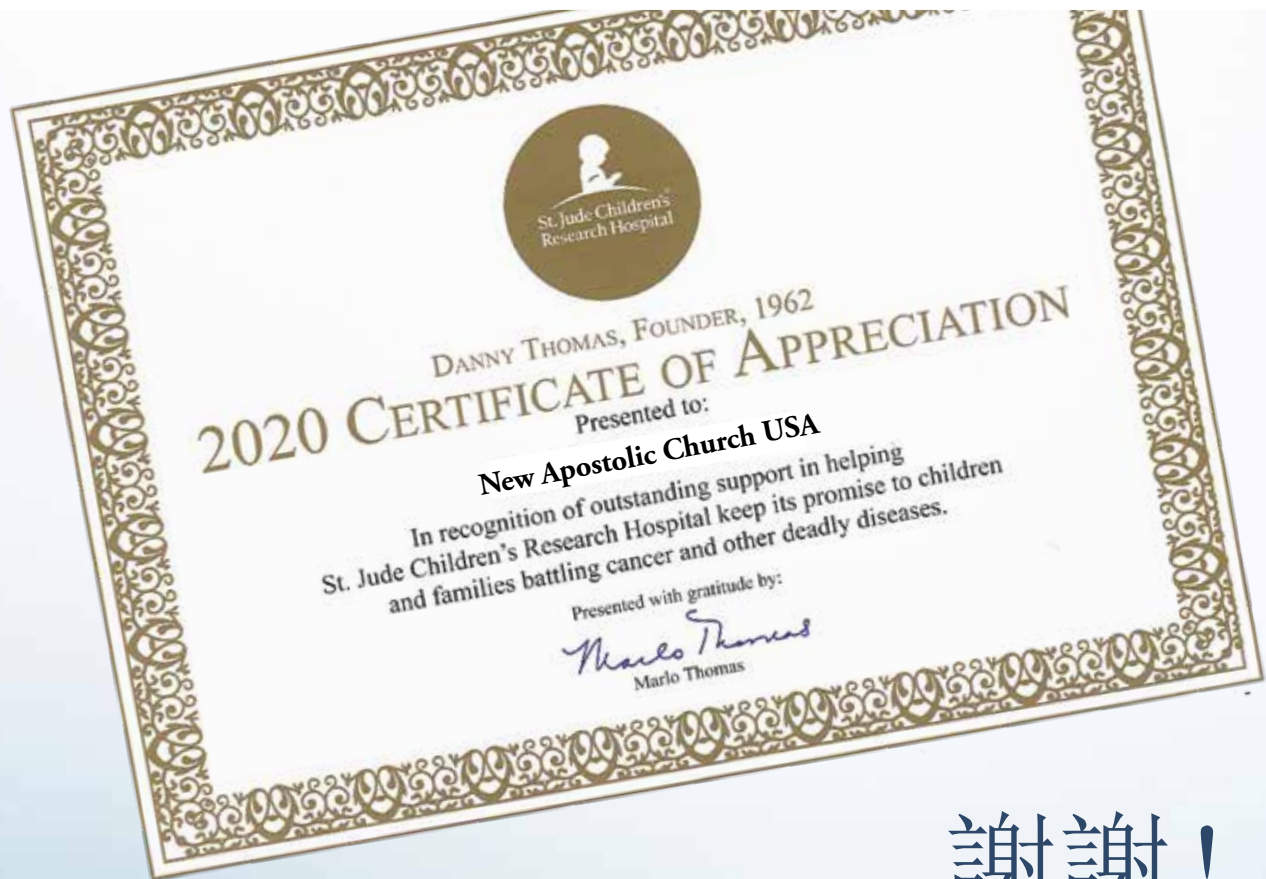 St. Jude Children's
Research Hospital
DANNY THOMAS, FOUNDER, 1962
2020 CERTIFICATE OF APPRECIATION
Presented to:
New Apostolic Church USA
In recognition of outstanding support in helping
St. Jude Children's Research Hospital keep its promise to children
and families battling cancer and other deadly diseases.
Presented with gratitude by:
Marlo Thomas
Marlo Thomas
謝謝！